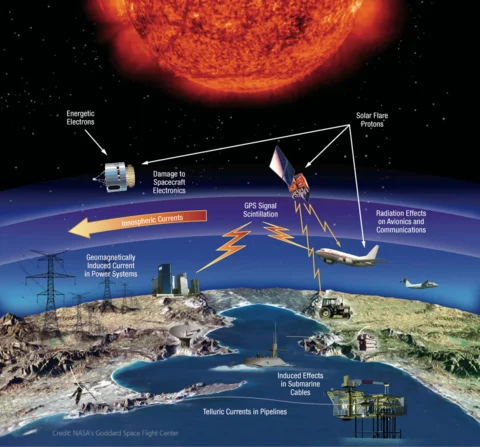 Energetic
Electrons
Solar Flare
Protons
Damage to
Spacecraft
Electronics
GPS Signal
Scintillation
Radiation Effects
on Avionics and
Communications
Ionospheric Currents
Geomagnetically
Induced Current
in Power Systems
Induced Effects
in Submarine
Cables
Telluric Currents in Pipelines
Credit: NASA's Goddard Space Flight Center